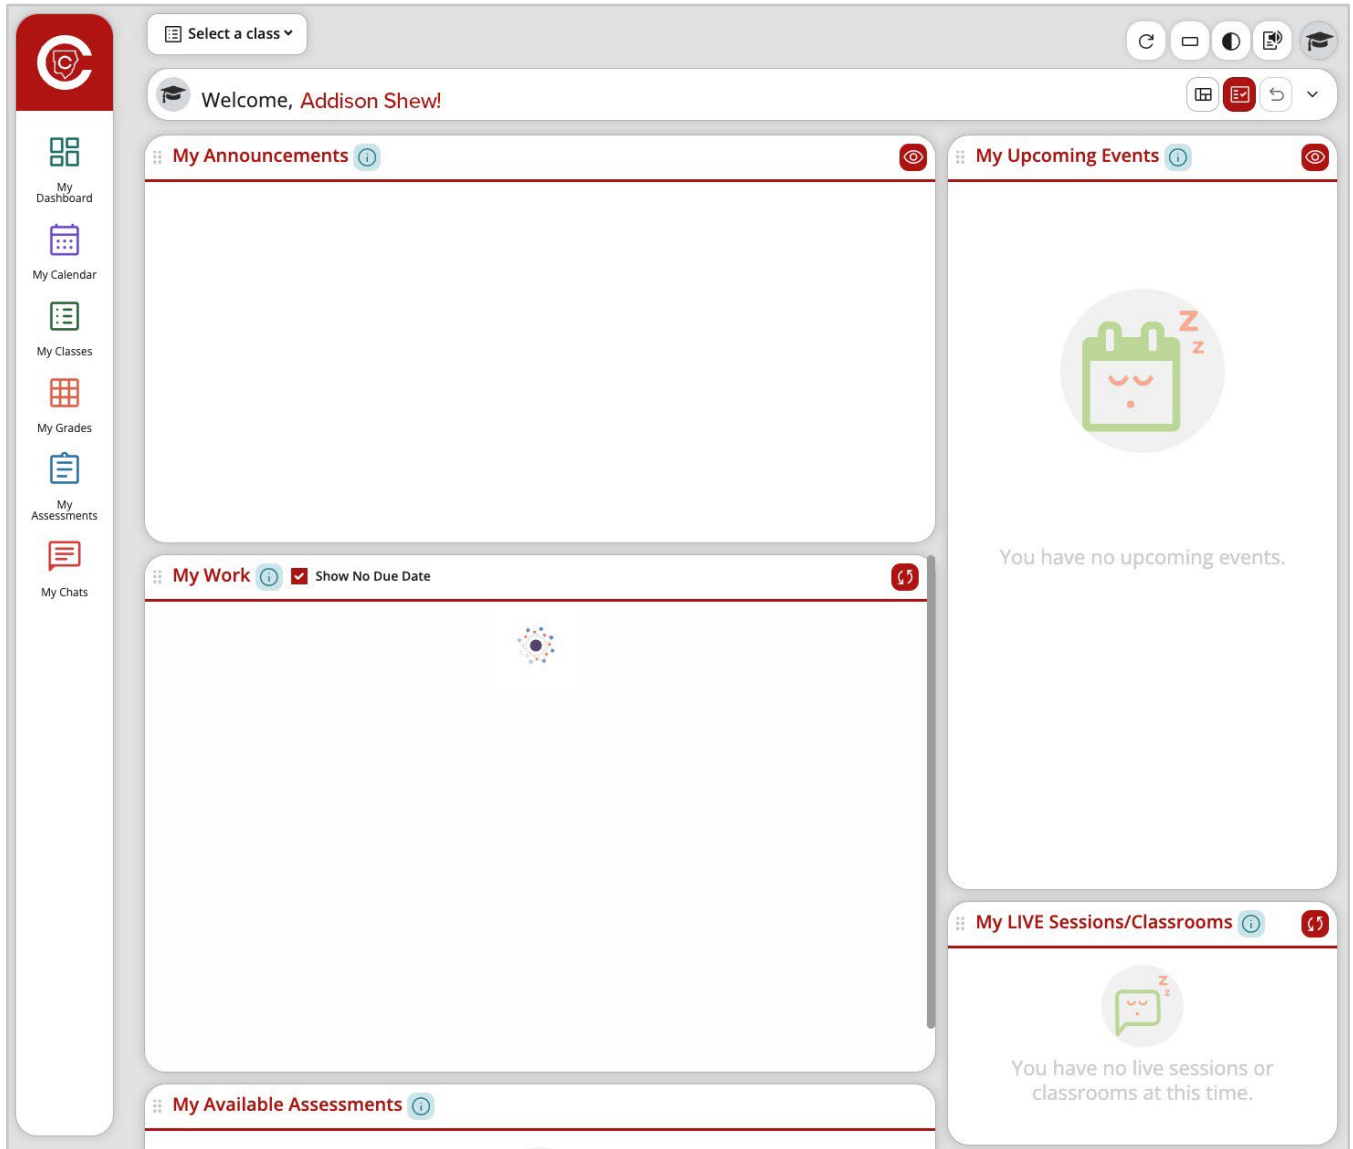 Select a class
Welcome, Addison Shew!
My
Dashboard
My Calendar
My Classes
My Grades
My
Assessments
My Chats
My Announcements
My Upcoming Events
You have no upcoming events.
My Work Show No Due Date
My LIVE Sessions/Classrooms
You have no live sessions or
classrooms at this time.
My Available Assessments